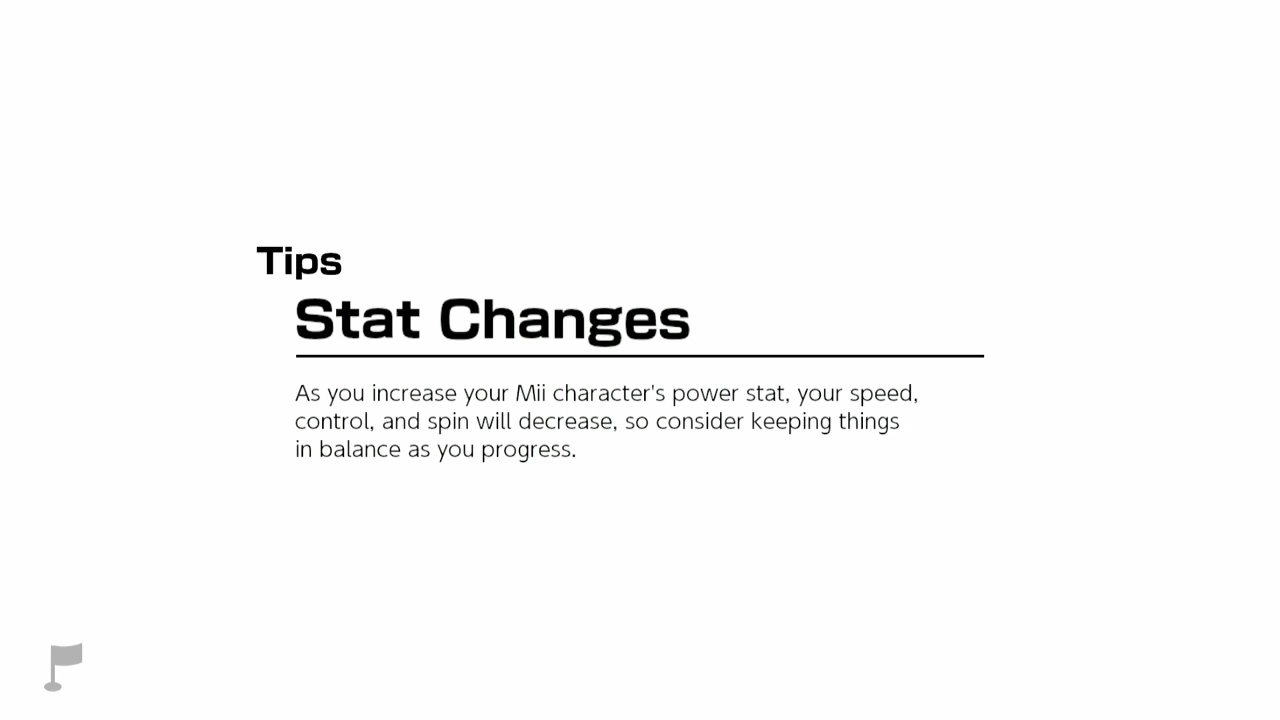 Tips
Stat Changes
As you increase your Mii character's power stat, your speed,
control, and spin will decrease, so consider keeping things
in balance as you progress.